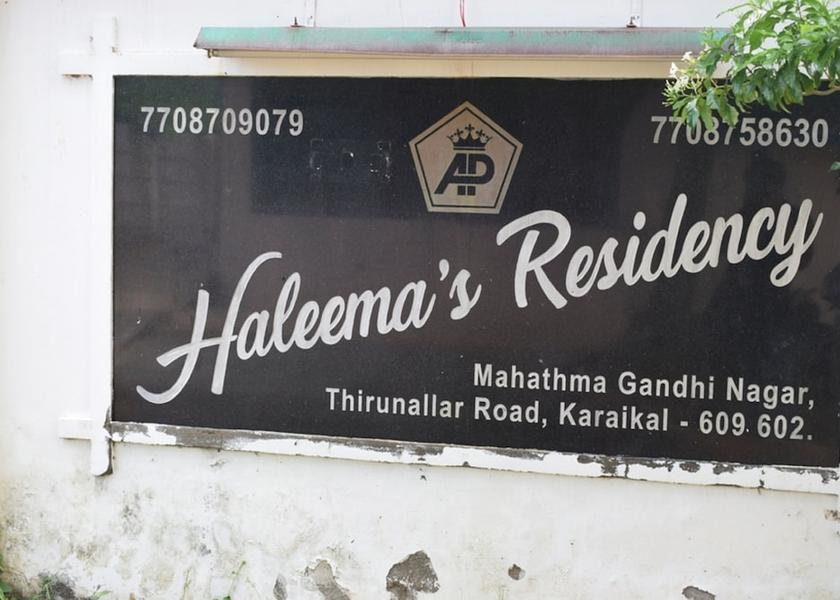 7708709079
7708758630
AP
Haleema's Residency
Mahathma Gandhi Nagar,
Thirunallar Road, Karaikal - 609 602.